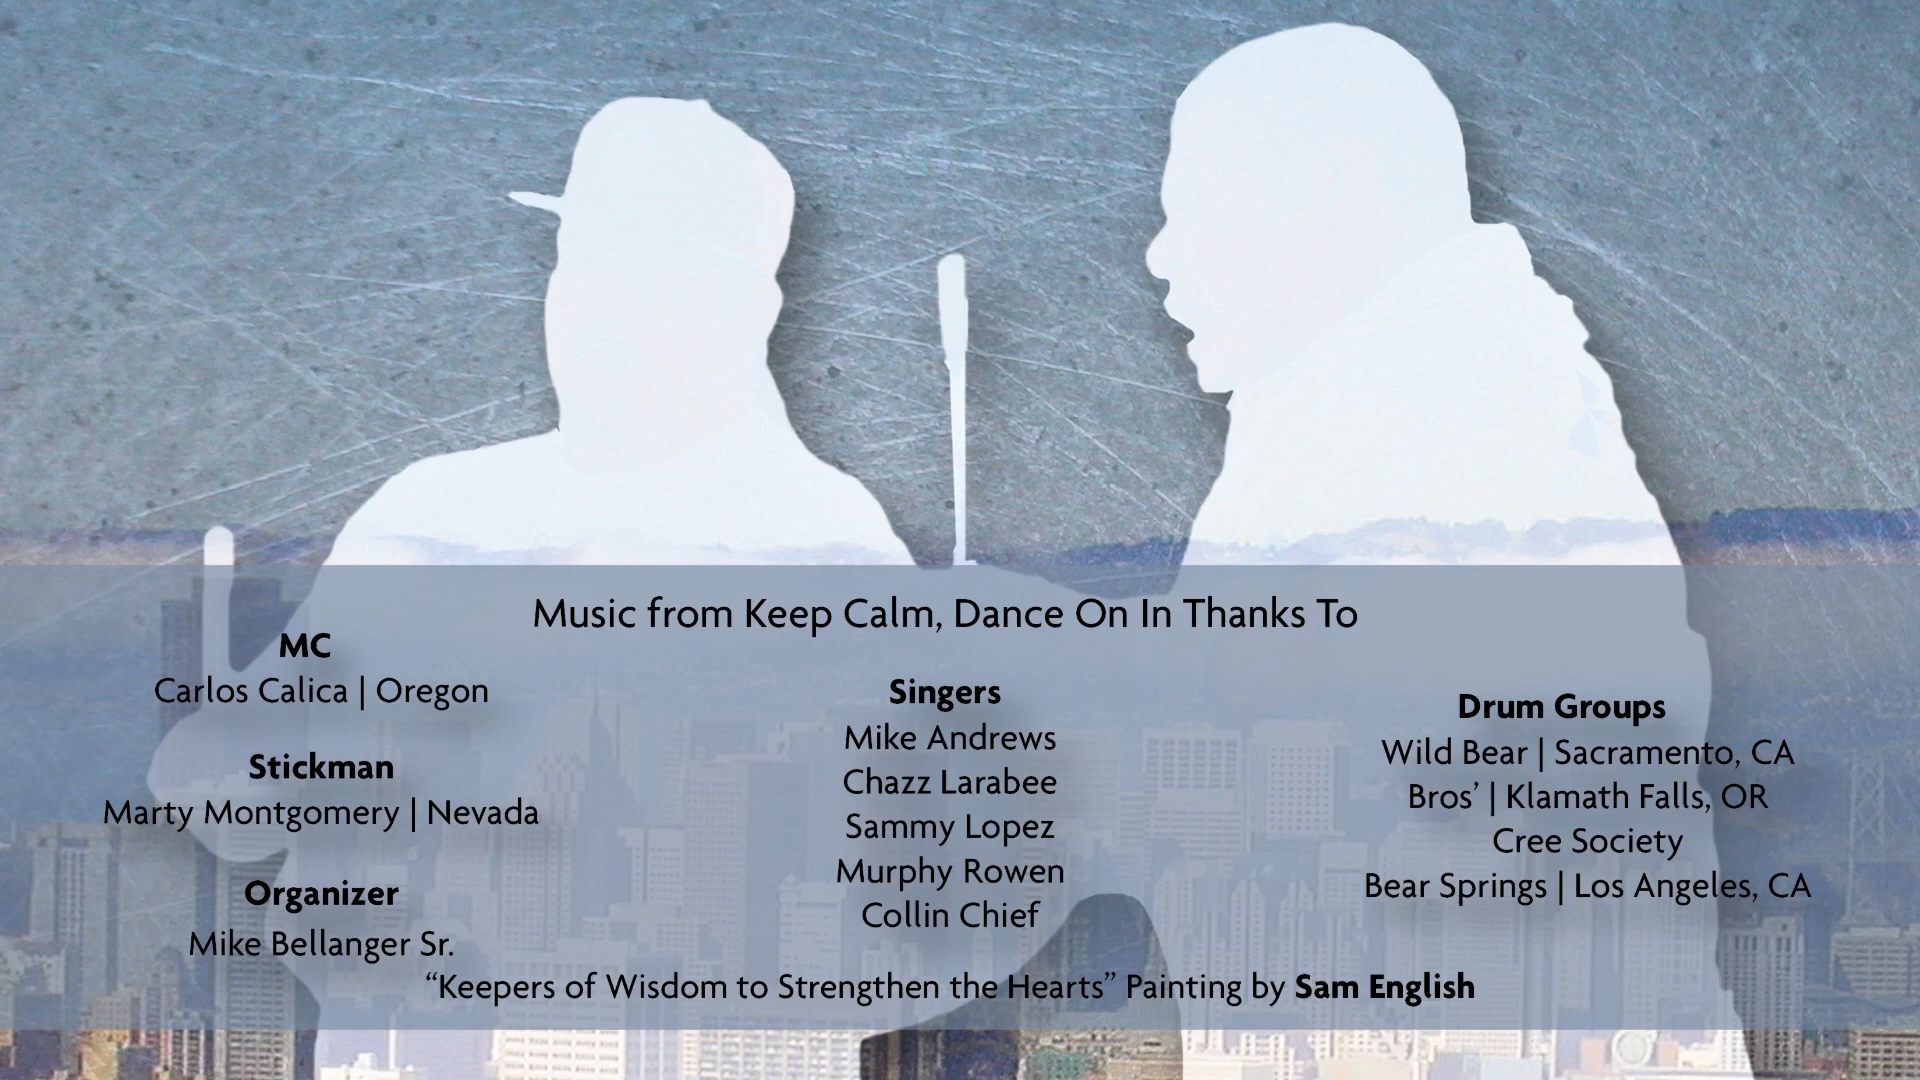 Music from Keep Calm, Dance On In Thanks To
MC
Carlos Calica | Oregon
Stickman
Marty Montgomery | Nevada
Organizer
Mike Bellanger Sr.
Singers
Mike Andrews
Chazz Larabee
Sammy Lopez
Murphy Rowen
Collin Chief
Drum Groups
Wild Bear | Sacramento, CA
Bros’ | Klamath Falls, OR
Cree Society
Bear Springs | Los Angeles, CA
“Keepers of Wisdom to Strengthen the Hearts” Painting by Sam English